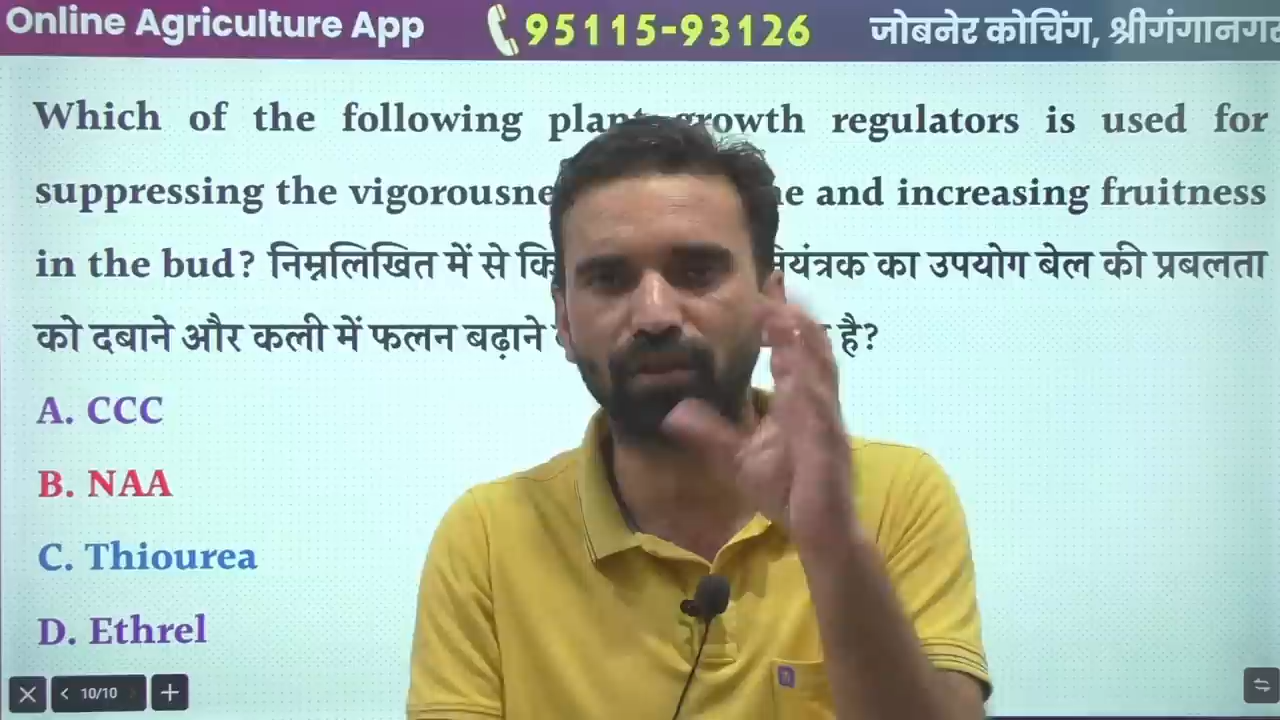 Online Agriculture App 95115-93126 जोबनेर कोचिंग, श्रीगंगानगर
Which of the following plant growth regulators is used for
suppressing the and increasing fruitness
in the bud? निम्नलिखित में से का उपयोग बेल की प्रबलता
को दबाने और कली में फलन बढ़ाने है?
A. CCC
B. NAA
C. Thiourea
D. Ethrel
10/10